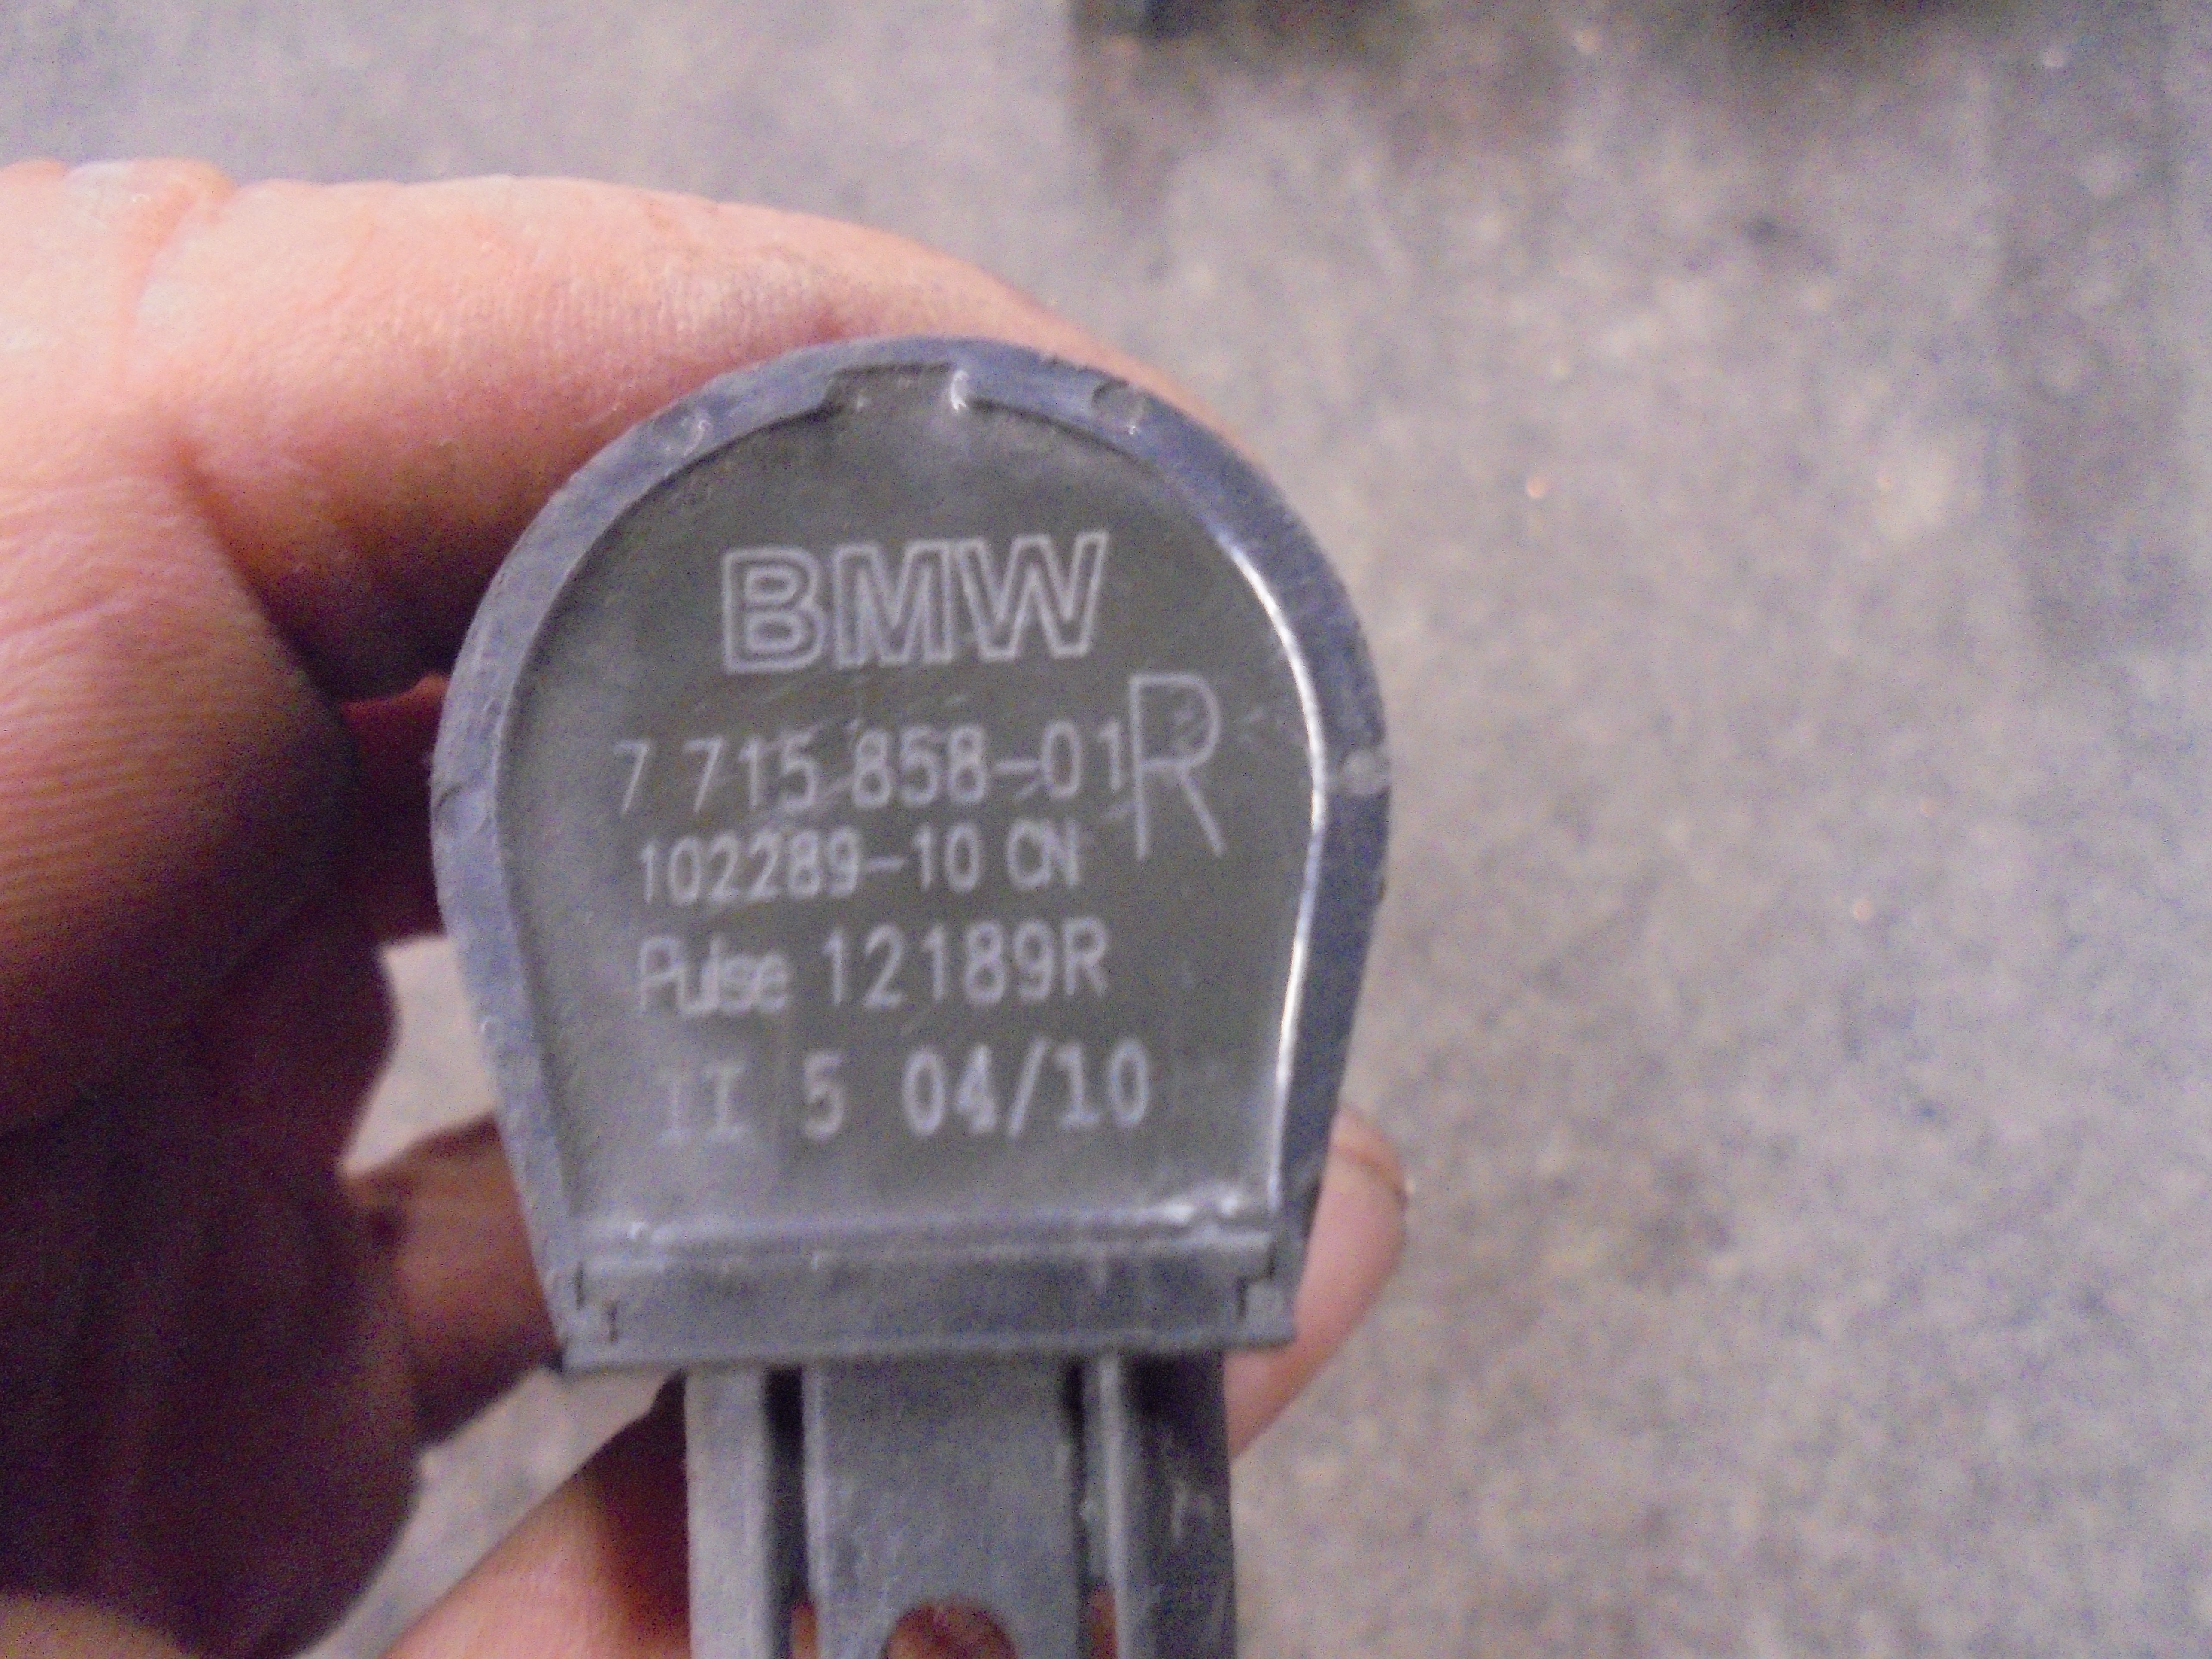 BMW
7 715 858-01 R
102289-10 CN
Pulse 12189R
II 5 04/10